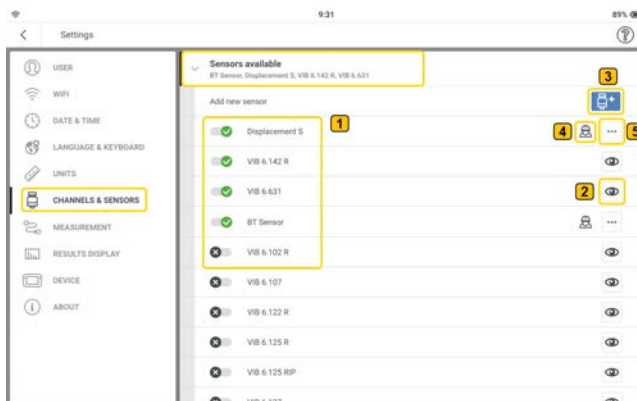 9:31
89%
Settings
USER
WIFI
DATE & TIME
LANGUAGE & KEYBOARD
UNITS
CHANNELS & SENSORS
MEASUREMENT
RESULTS DISPLAY
DEVICE
ABOUT
Sensors available
BT Sensor, Displacement S, VIB 6.142 R, VIB 6.631
3
Add new sensor
1
Displacement S
4
5
VIB 6.142 R
VIB 6.631
2
BT Sensor
VIB 6.102 R
VIB 6.107
VIB 6.122 R
VIB 6.125 R
VIB 6.125 RIP